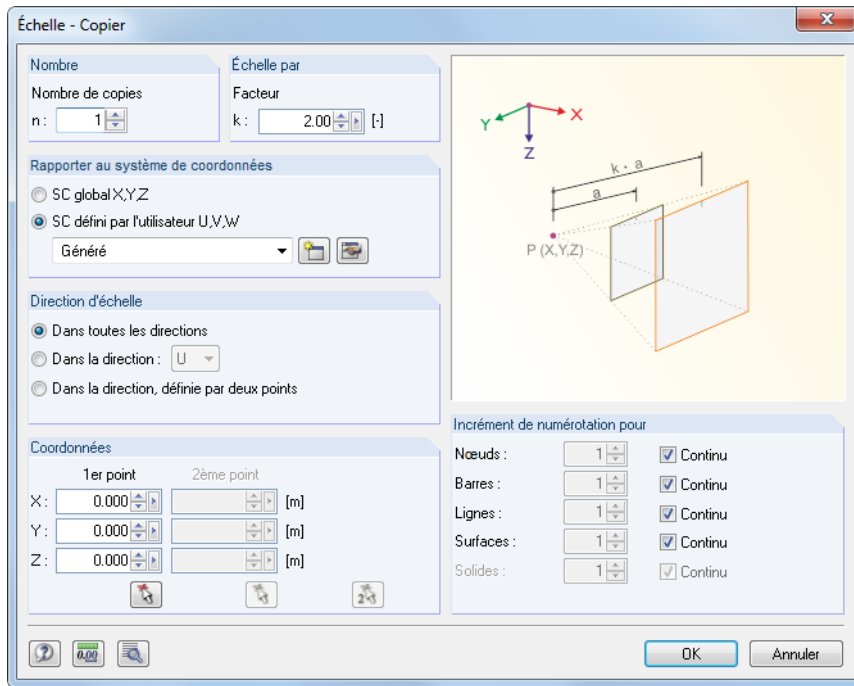 Échelle - Copier
Nombre
Nombre de copies
n : 1
Échelle par
Facteur
k : 2.00 [-]
Rapporter au système de coordonnées
SC global X,Y,Z
SC défini par l'utilisateur U,V,W
Généré
Direction d'échelle
Dans toutes les directions
Dans la direction : U
Dans la direction, définie par deux points
Coordonnées
1er point 2ème point
X : 0.000 [m]
Y : 0.000 [m]
Z : 0.000 [m]
2
X
Y
Z
k · a
a
P (X,Y,Z)
Incrément de numérotation pour
Nœuds : 1 Continu
Barres : 1 Continu
Lignes : 1 Continu
Surfaces : 1 Continu
Solides : 1 Continu
0.00
OK
Annuler